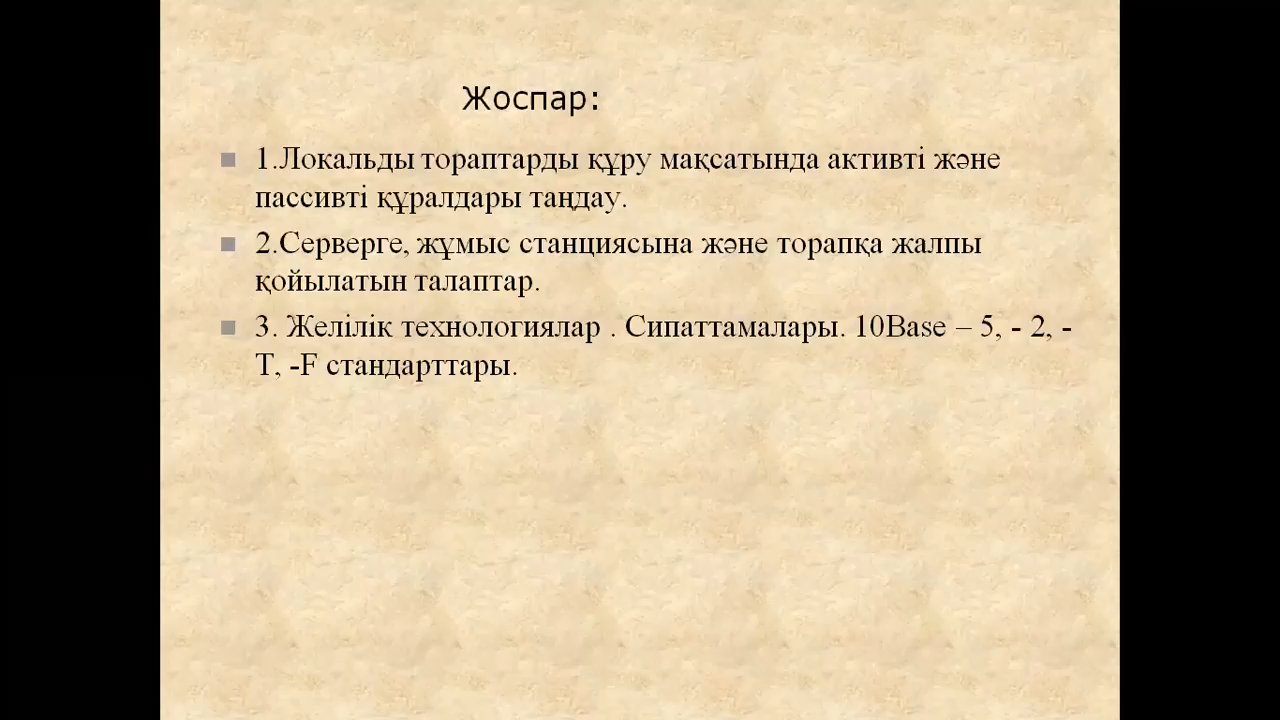 Жоспар:
1.Локальды тораптарды құру мақсатында активті және
пассивті құралдары таңдау.
2.Серверге, жұмыс станциясына және торапқа жалпы
қойылатын талаптар.
3. Желілік технологиялар . Сипаттамалары. 10Base – 5, - 2, -
T, -F стандарттары.